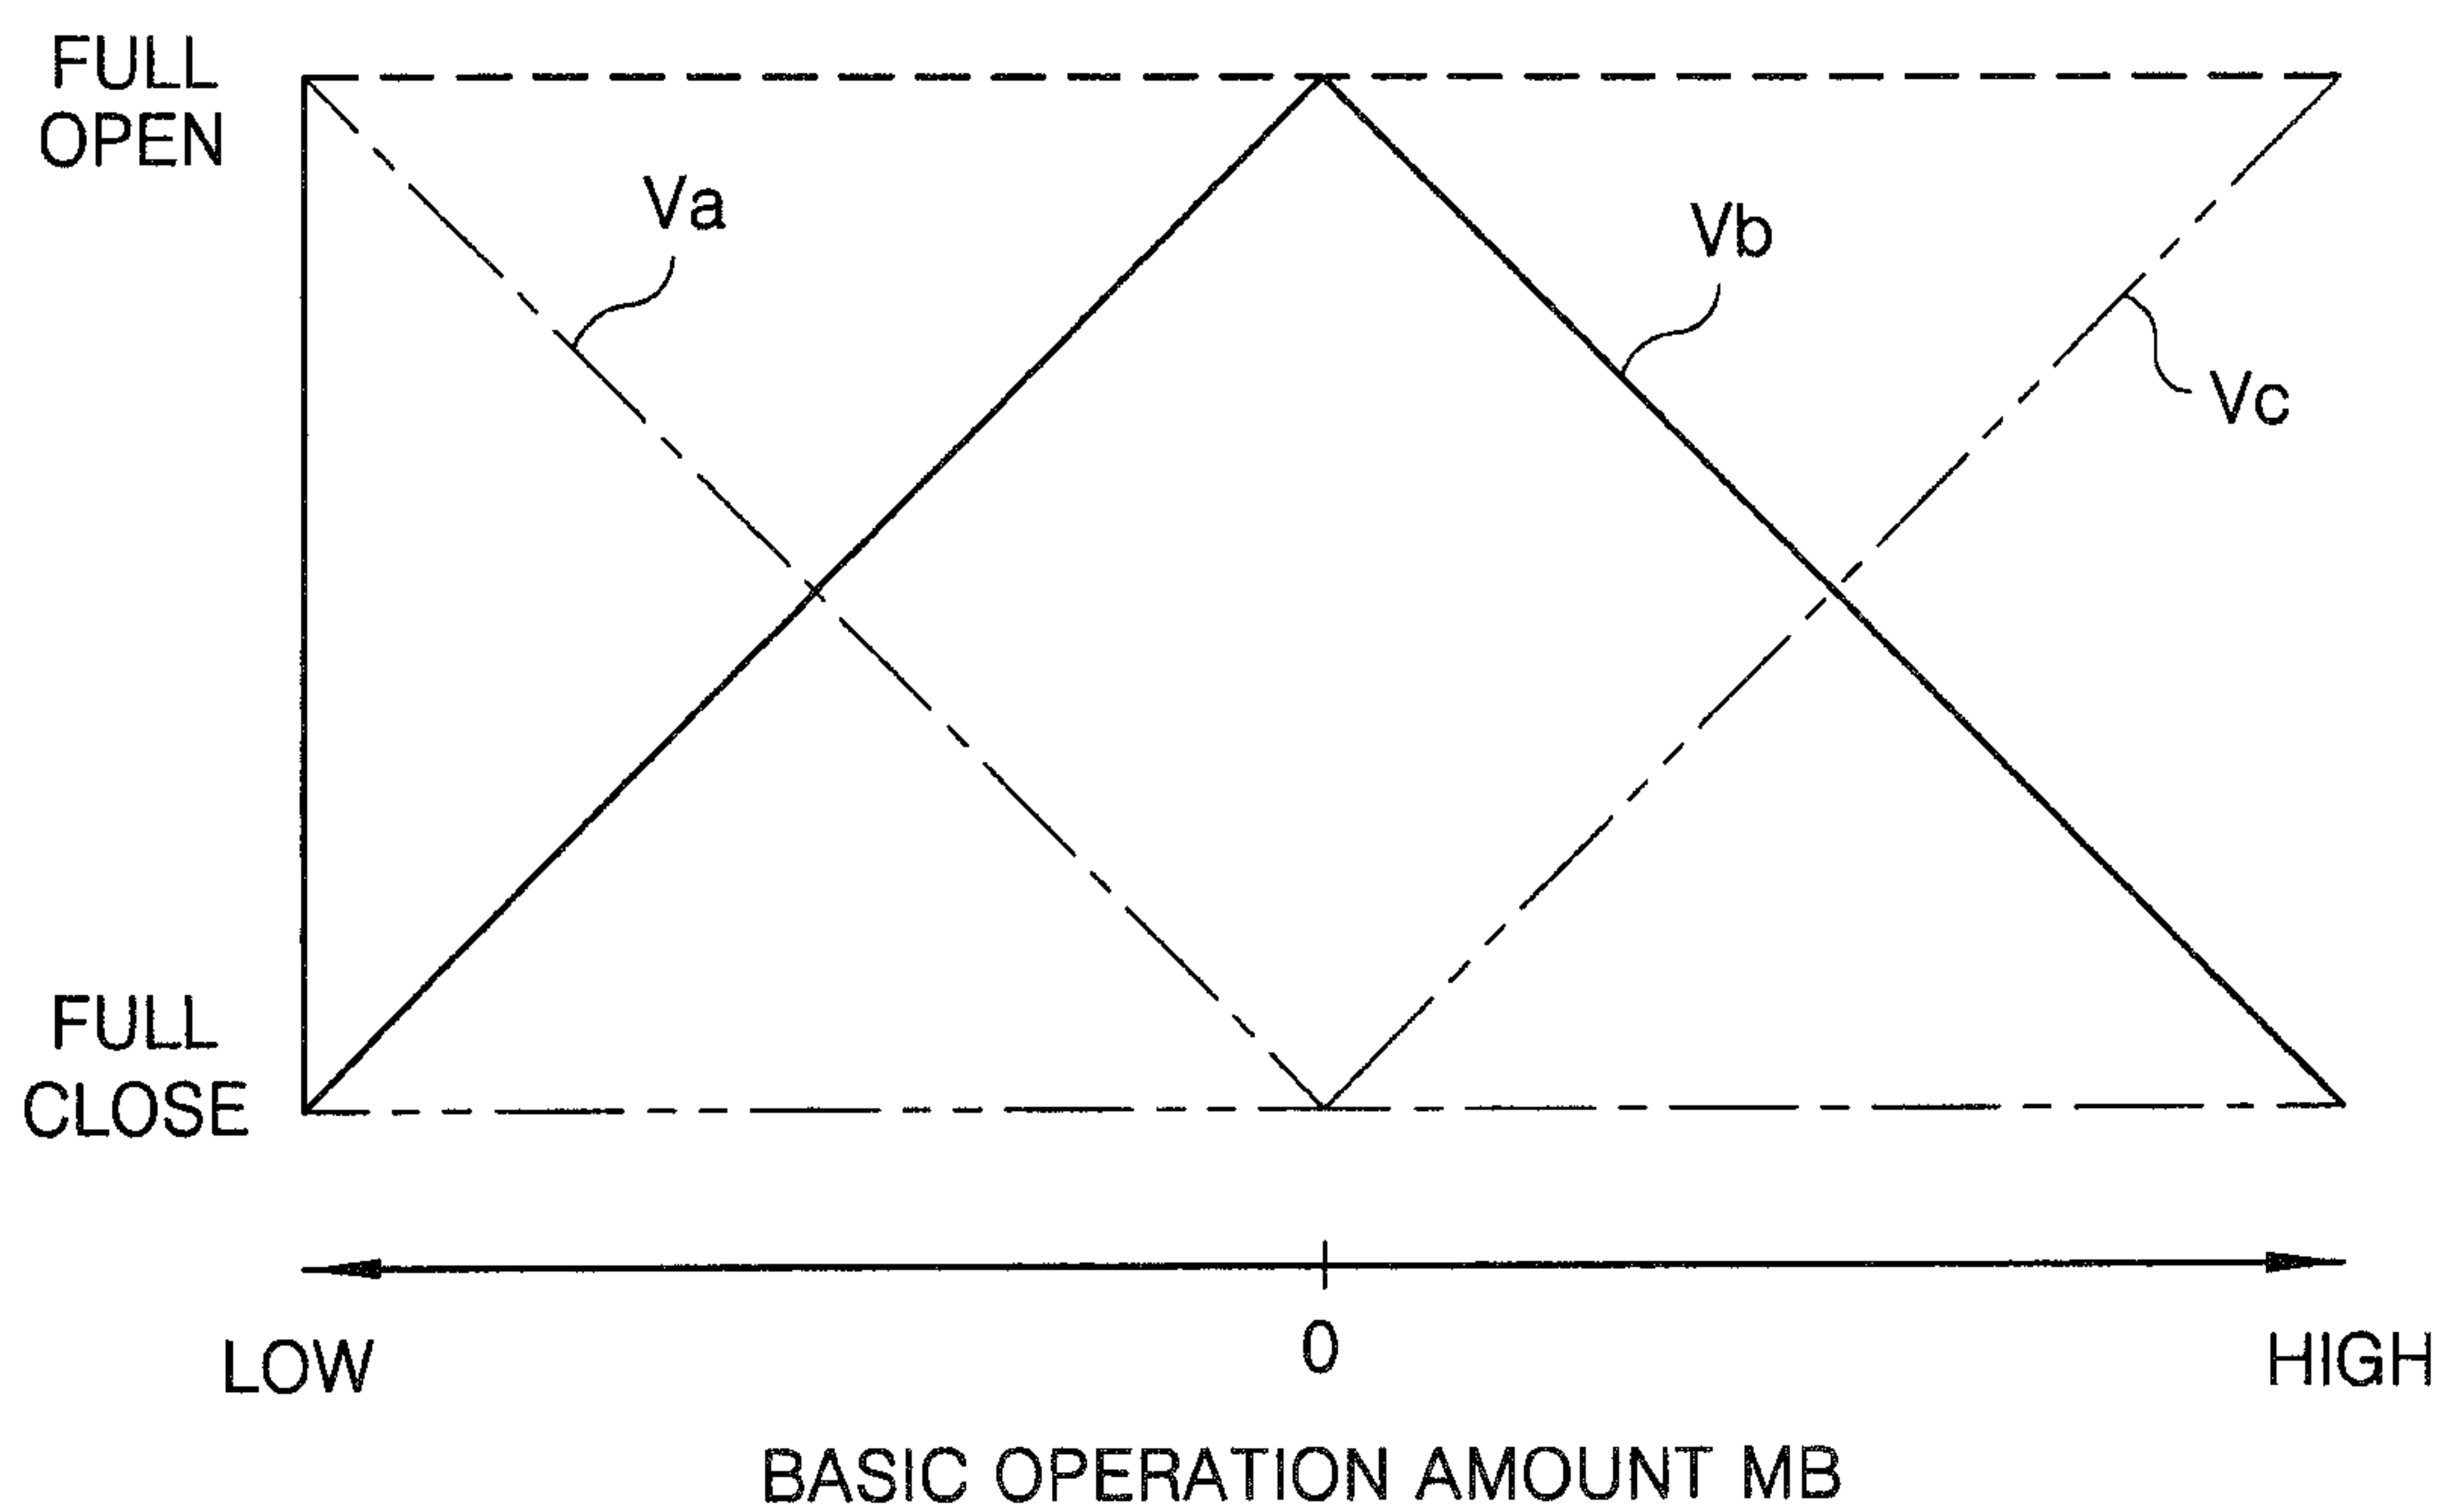 FULL
OPEN
Va
Vb
Vc
FULL
CLOSE
0
LOW
HIGH
BASIC OPERATION AMOUNT MB